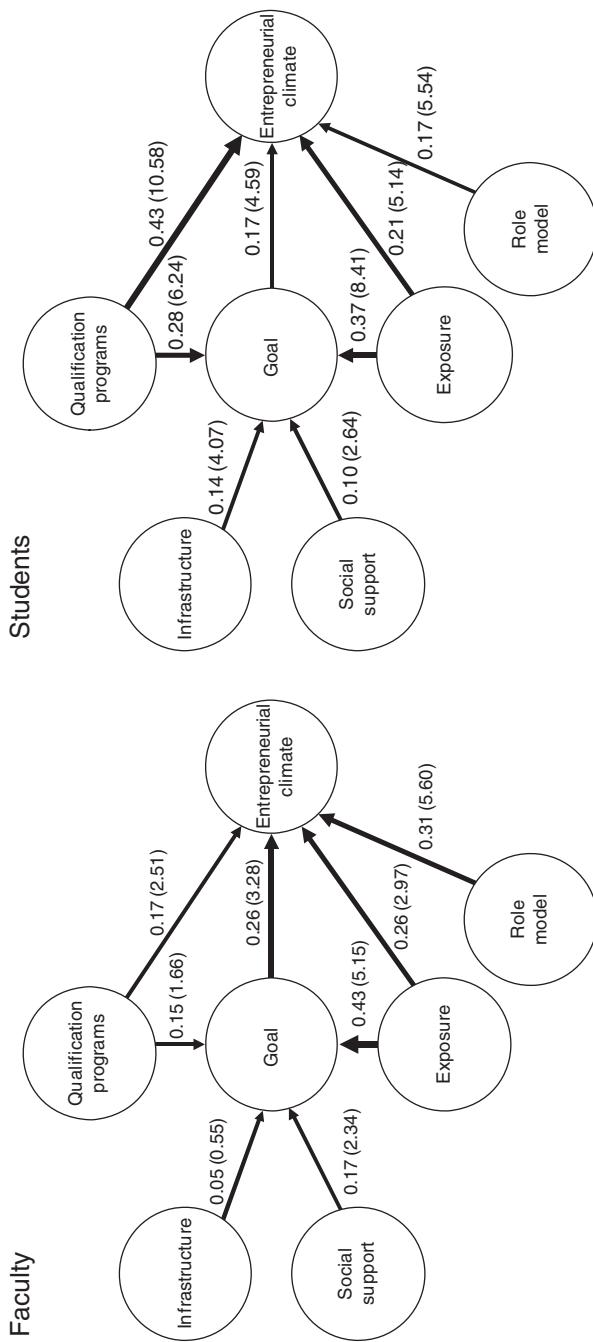 Faculty
Qualification
programs
0.17 (2.51)
0.15 (1.66)
Infrastructure
0.05 (0.55)
Goal
0.26 (3.28)
Entrepreneurial
climate
Social
support
0.17 (2.34)
0.43 (5.15)
0.26 (2.97)
0.31 (5.60)
Exposure
Role
model
Students
Qualification
programs
0.43 (10.58)
0.28 (6.24)
Infrastructure
0.14 (4.07)
Goal
0.17 (4.59)
Entrepreneurial
climate
Social
support
0.10 (2.64)
0.37 (8.41)
0.21 (5.14)
0.17 (5.54)
Exposure
Role
model